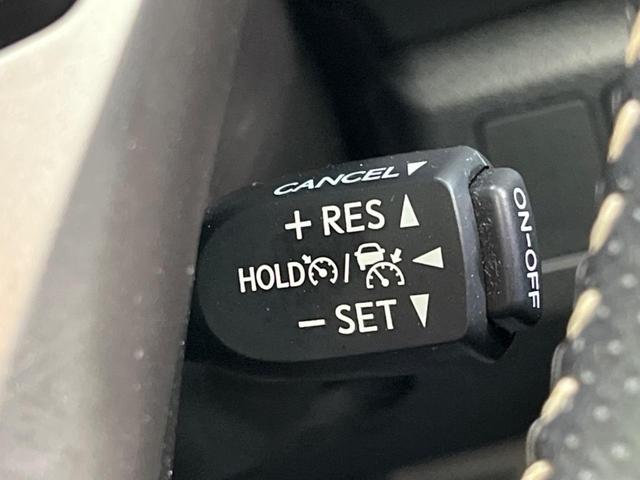 CANCEL
+ RES
HOLD /
- SET
ON-OFF